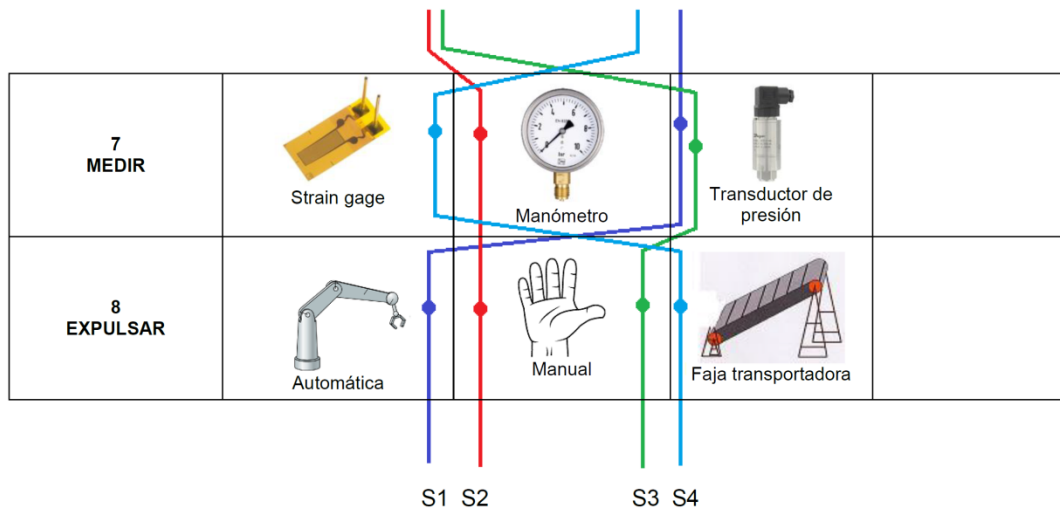 7
MEDIR
Strain gage
Manómetro
Transductor de
presión
8
EXPULSAR
Automática
Manual
Faja transportadora
S1 S2 S3 S4